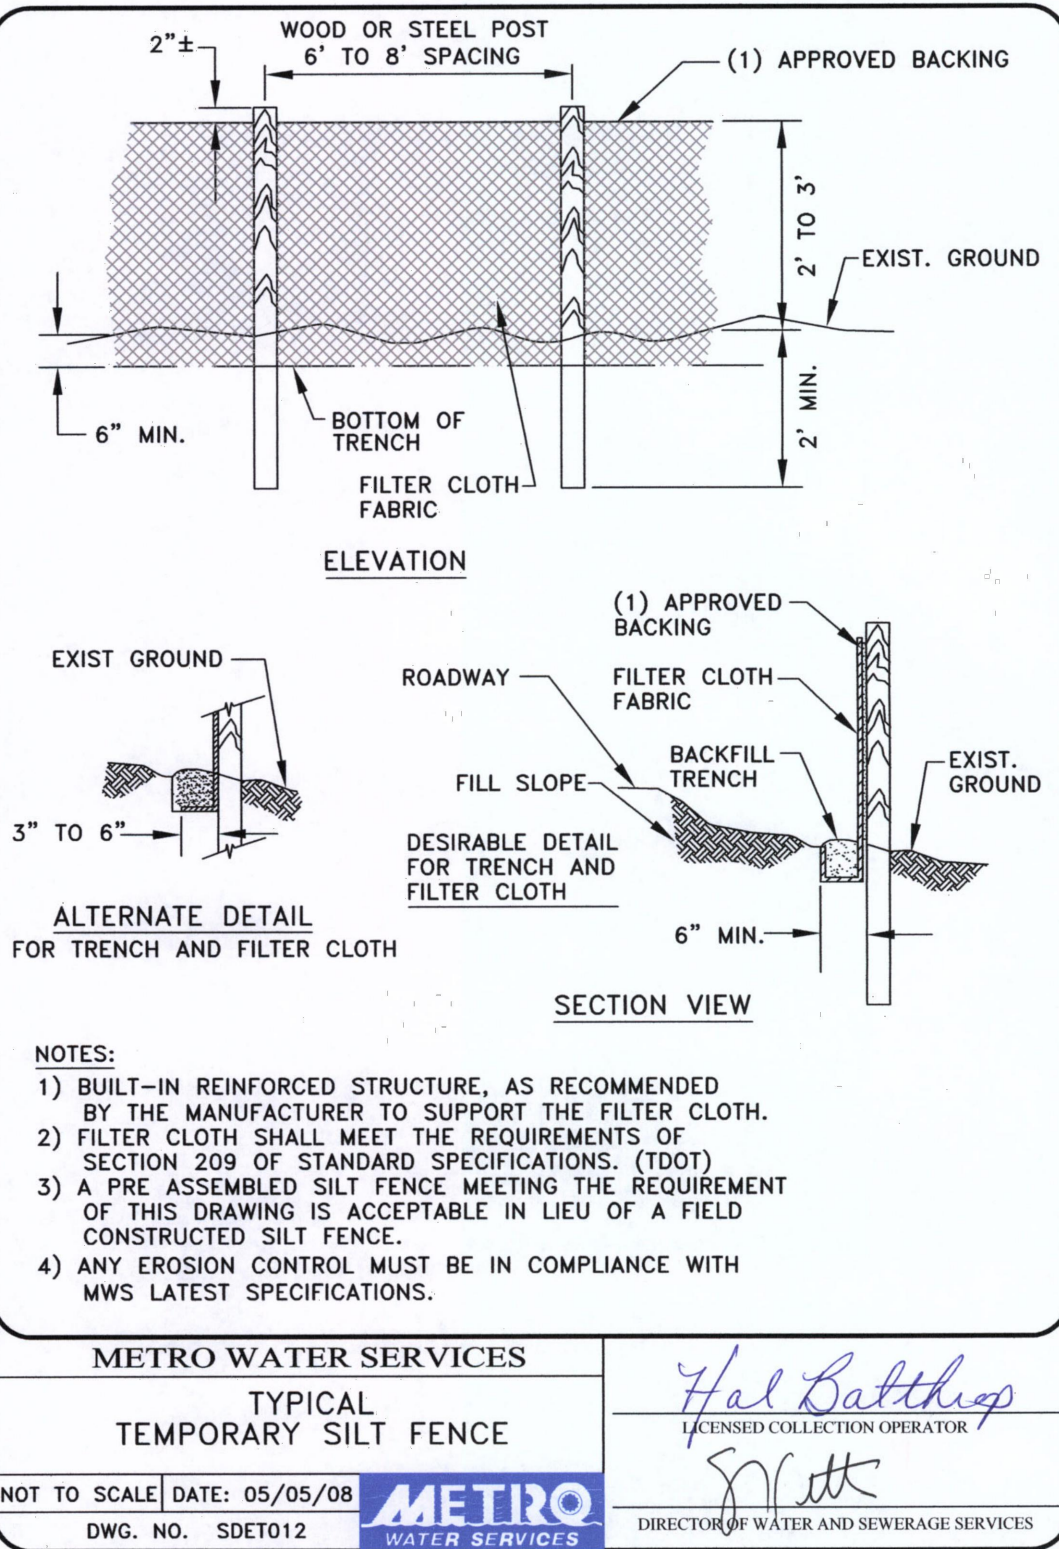 WOOD OR STEEL POST
6' TO 8' SPACING
2"±
(1) APPROVED BACKING
2' TO 3'
EXIST. GROUND
2' MIN.
6" MIN.
BOTTOM OF
TRENCH
FILTER CLOTH
FABRIC
ELEVATION
EXIST GROUND
3" TO 6"
ALTERNATE DETAIL
FOR TRENCH AND FILTER CLOTH
(1) APPROVED
BACKING
ROADWAY
FILTER CLOTH
FABRIC
BACKFILL
TRENCH
EXIST.
GROUND
FILL SLOPE
DESIRABLE DETAIL
FOR TRENCH AND
FILTER CLOTH
6" MIN.
SECTION VIEW
NOTES:
1) BUILT-IN REINFORCED STRUCTURE, AS RECOMMENDED
BY THE MANUFACTURER TO SUPPORT THE FILTER CLOTH.
2) FILTER CLOTH SHALL MEET THE REQUIREMENTS OF
SECTION 209 OF STANDARD SPECIFICATIONS. (TDOT)
3) A PRE ASSEMBLED SILT FENCE MEETING THE REQUIREMENT
OF THIS DRAWING IS ACCEPTABLE IN LIEU OF A FIELD
CONSTRUCTED SILT FENCE.
4) ANY EROSION CONTROL MUST BE IN COMPLIANCE WITH
MWS LATEST SPECIFICATIONS.
METRO WATER SERVICES
TYPICAL
TEMPORARY SILT FENCE
NOT TO SCALE DATE: 05/05/08
DWG. NO. SDET012
METRO
WATER SERVICES
Hal Balthrop
LICENSED COLLECTION OPERATOR
DIRECTOR OF WATER AND SEWERAGE SERVICES